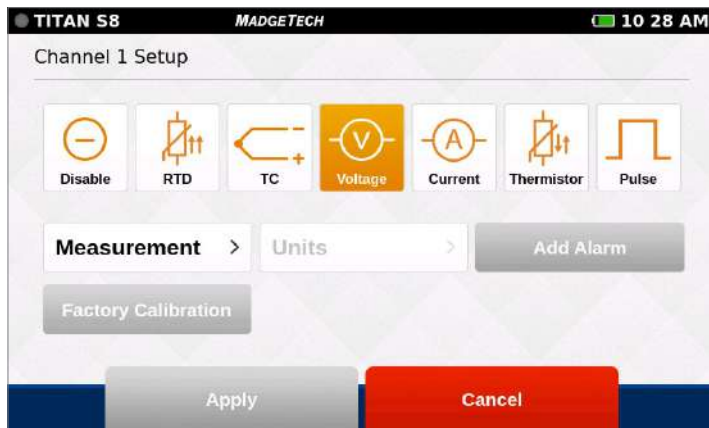 TITAN S8 MADGETECH 10 28 AM
Channel 1 Setup
V A
Disable RTD TC Voltage Current Thermistor Pulse
Measurement > Units > Add Alarm
Factory Calibration
Apply Cancel